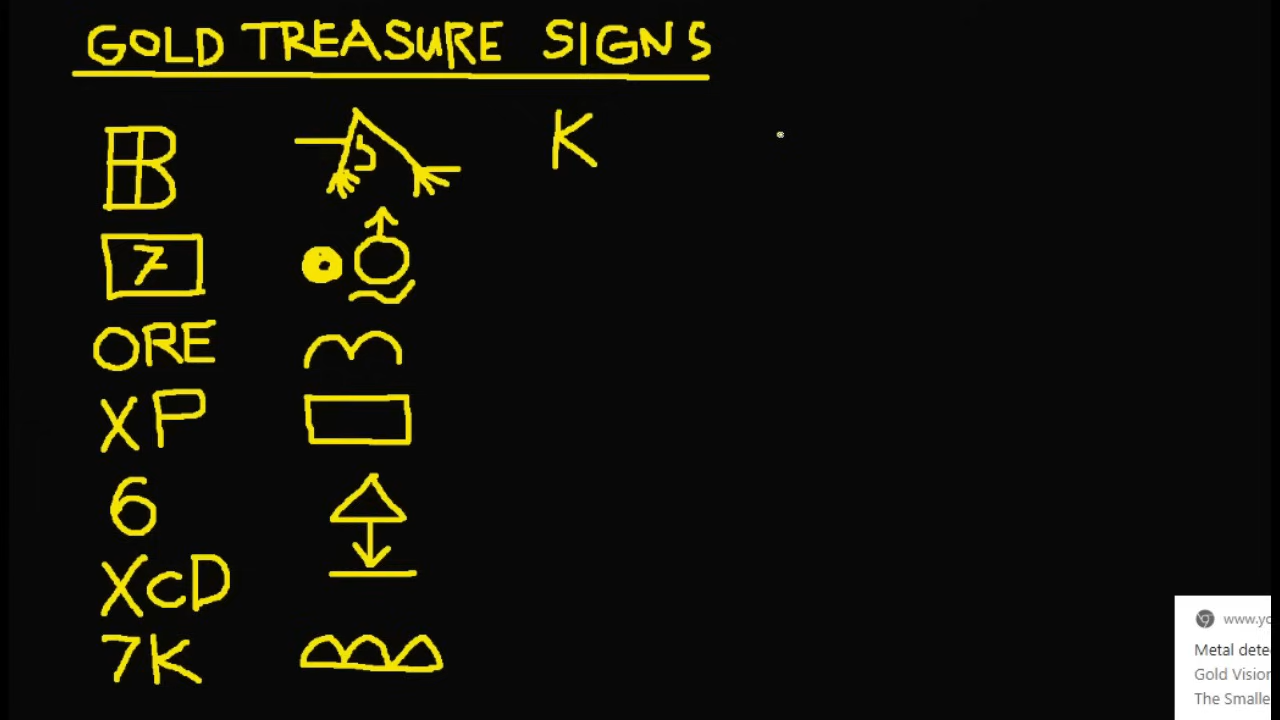 GOLD TREASURE SIGNS
B K
7
ORE
XP
6
XCD
7K
www.yo
Metal dete
Gold Vision
The Smalle